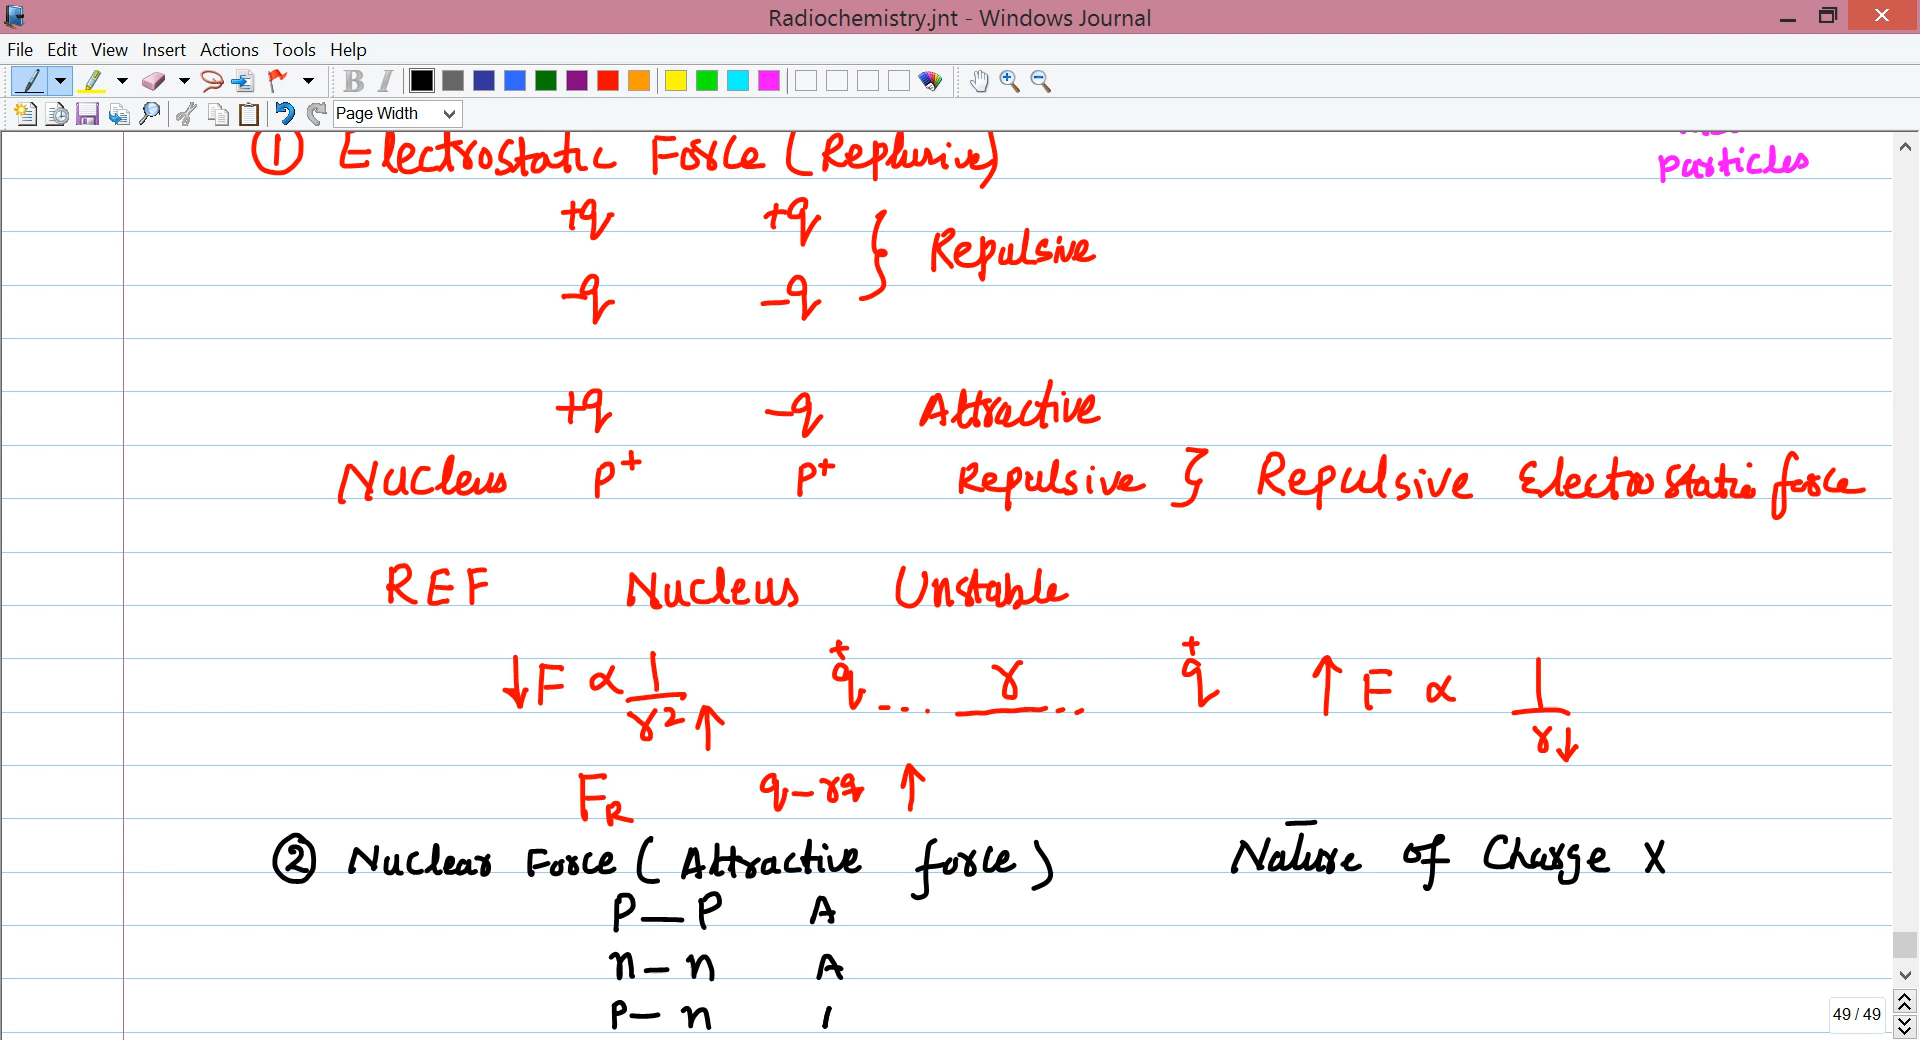 Radiochemistry.jnt - Windows Journal
File Edit View Insert Actions Tools Help
B I
Page Width
① Electrostatic Force (Replusive)
particles
+q +q
-q -q } Repulsive
+q -q Attractive
Nucleus p+ p+ Repulsive } Repulsive Electrostatic force
REF Nucleus Unstable
↓F ∝ 1/r²↑ q+ ... r ... q+ ↑F ∝ 1/r↓
F_R q-rq ↑
② Nuclear Force (Attractive force) Nature of Charge X
P — P A
n — n A
P — n
49 / 49